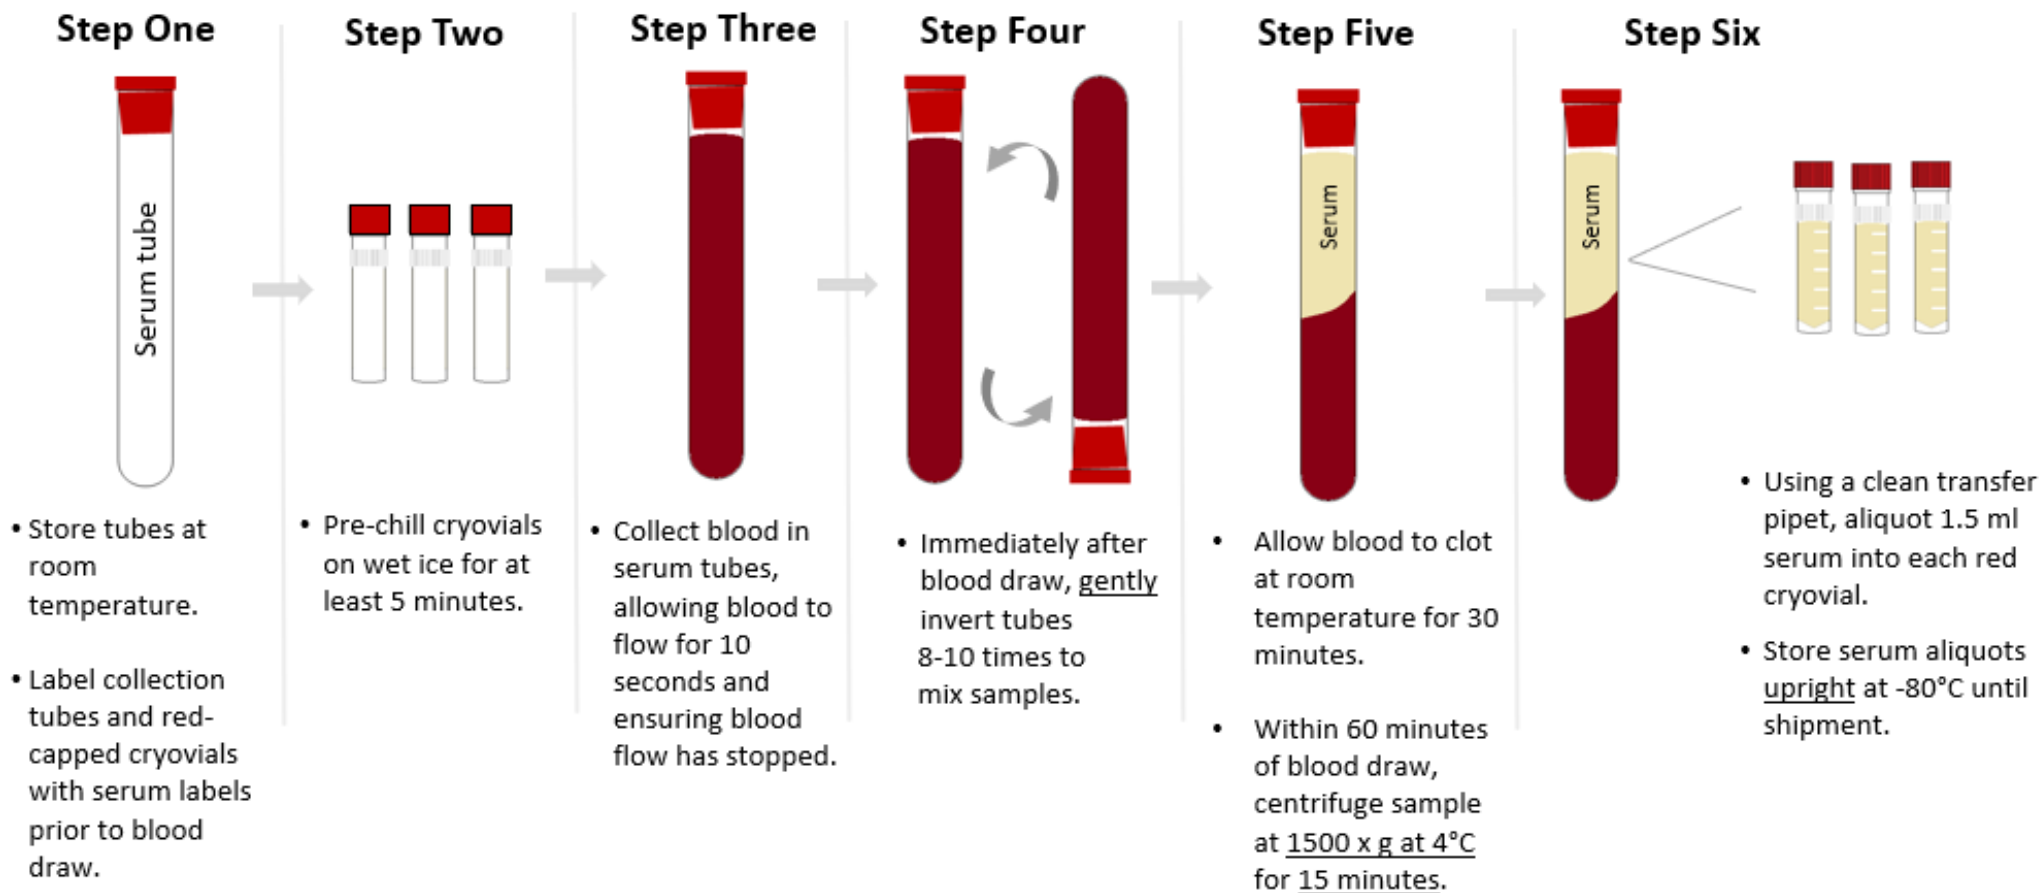 Step One
Serum tube
• Store tubes at
room
temperature.
• Label collection
tubes and red-
capped cryovials
with serum labels
prior to blood
draw.
Step Two
• Pre-chill cryovials
on wet ice for at
least 5 minutes.
Step Three
• Collect blood in
serum tubes,
allowing blood to
flow for 10
seconds and
ensuring blood
flow has stopped.
Step Four
• Immediately after
blood draw, gently
invert tubes
8-10 times to
mix samples.
Step Five
Serum
• Allow blood to clot
at room
temperature for 30
minutes.
• Within 60 minutes
of blood draw,
centrifuge sample
at 1500 x g at 4°C
for 15 minutes.
Step Six
Serum
• Using a clean transfer
pipet, aliquot 1.5 ml
serum into each red
cryovial.
• Store serum aliquots
upright at -80°C until
shipment.